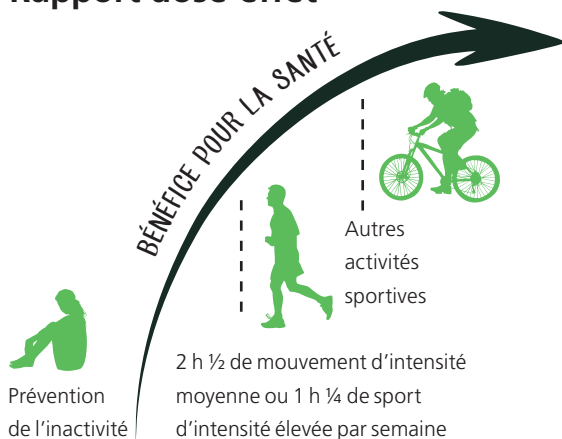 Rapport dose-effet
BÉNÉFICE POUR LA SANTÉ
Autres
activités
sportives
Prévention
de l’inactivité
2 h ½ de mouvement d’intensité
moyenne ou 1 h ¼ de sport
d’intensité élevée par semaine